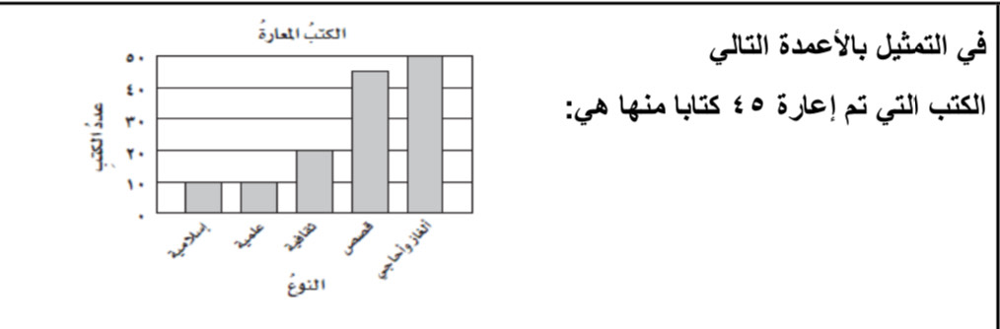 في التمثيل بالأعمدة التالي
الكتب التي تم إعارة ٤٥ كتابا منها هي:
الكتبُ المعارةُ
عددُ الكتبِ
٥٠
٤٠
٣٠
٢٠
١٠
٠
إسلامية
علمية
ثقافية
قصص
ألغاز وأحاجي
النوعُ